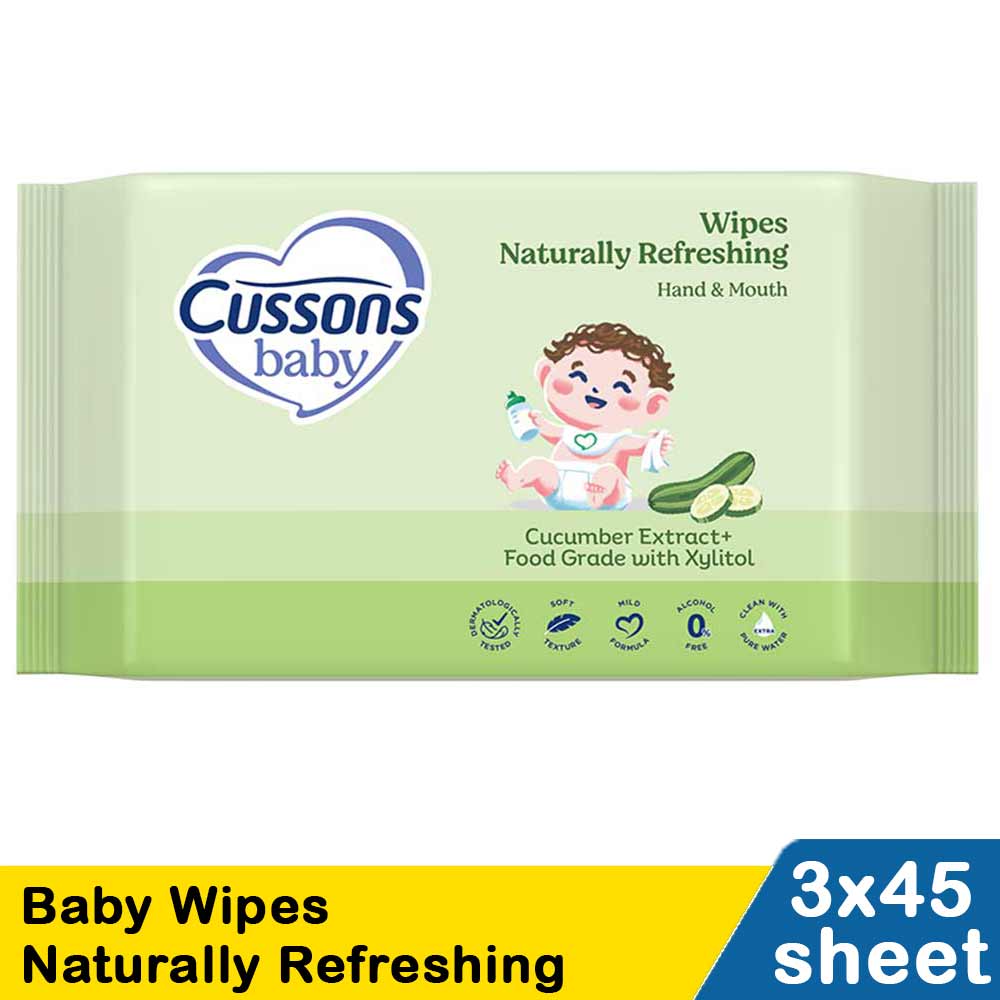 Cussons
baby
Wipes
Naturally Refreshing
Hand & Mouth
Cucumber Extract+
Food Grade with Xylitol
DERMATOLOGICALLY
TESTED
SOFT
TEXTURE
MILD
FORMULA
ALCOHOL
0%
FREE
CLEAN WITH
EXTRA
PURE WATER
Baby Wipes
Naturally Refreshing
3x45
sheet